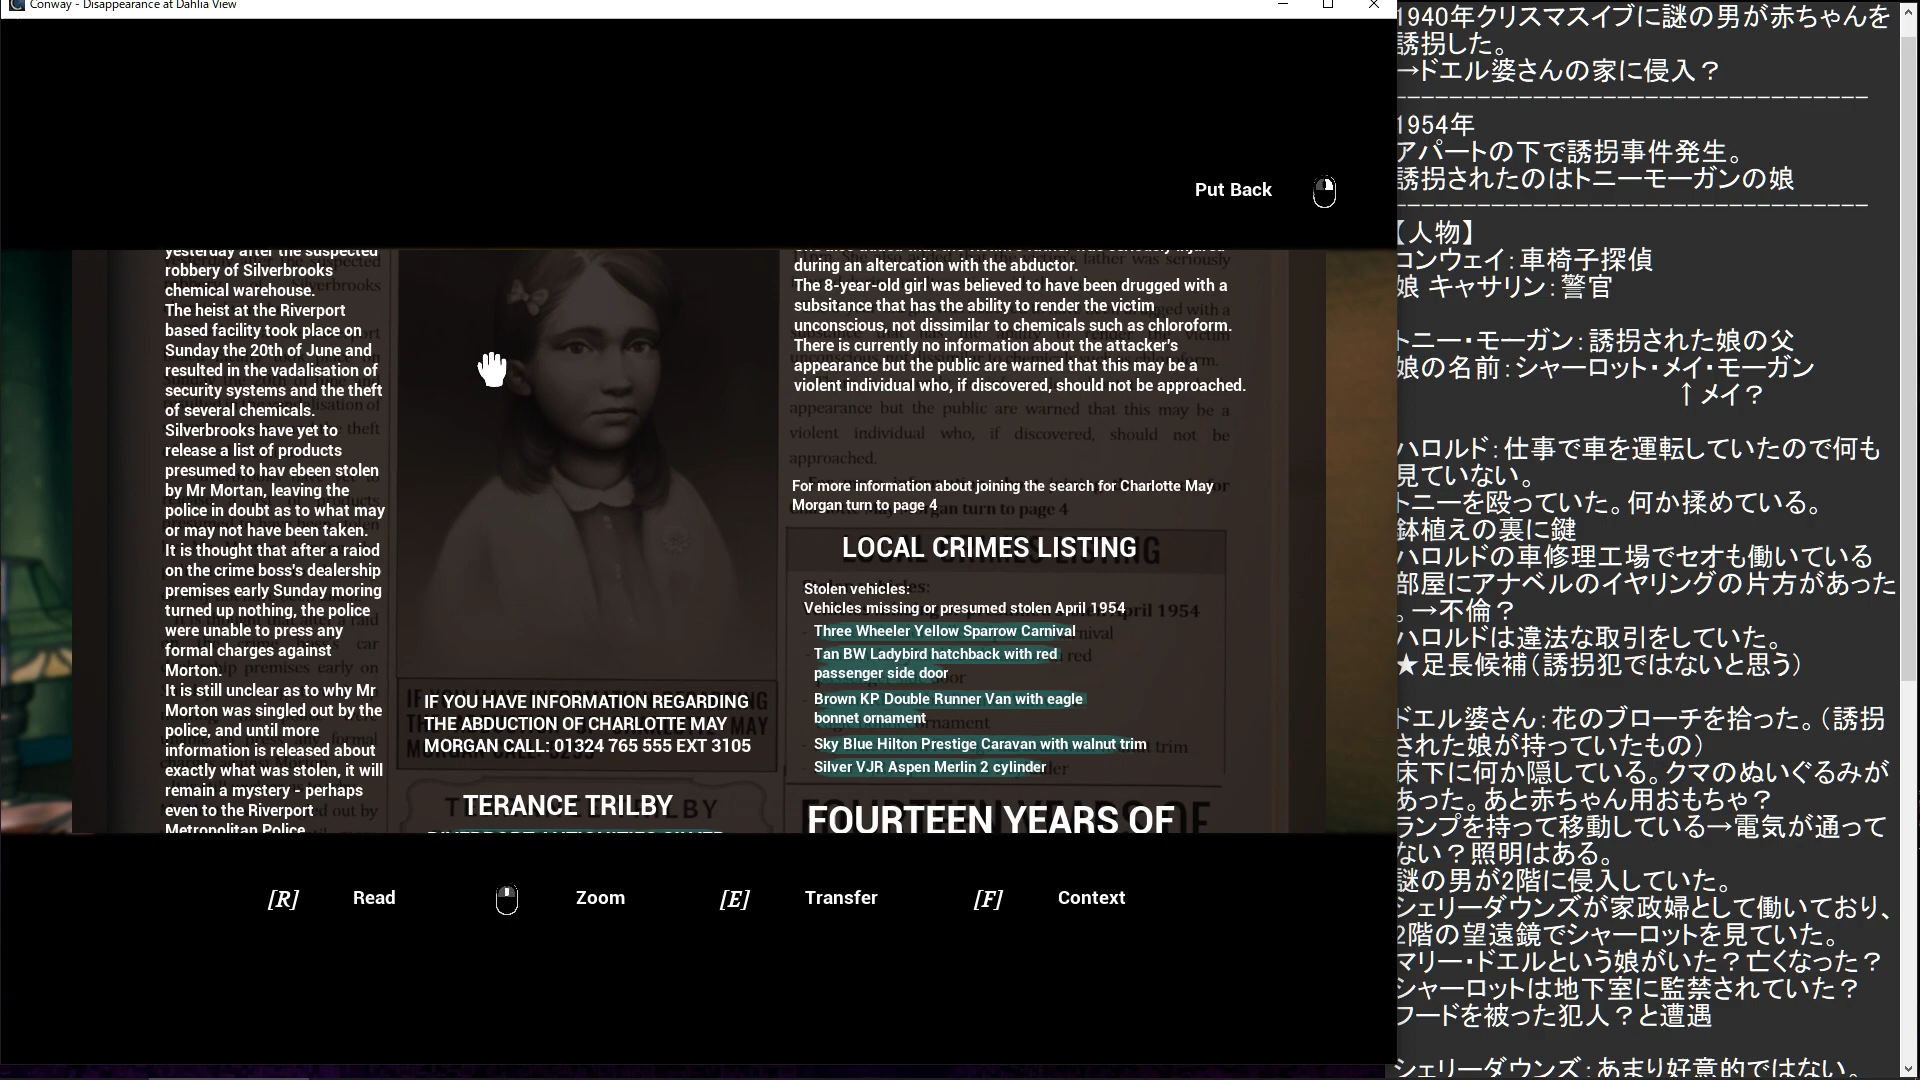 Conway - Disappearance at Dahlia View
Put Back
yesterday after the suspected
robbery of Silverbrooks
chemical warehouse.
The heist at the Riverport
based facility took place on
Sunday the 20th of June and
resulted in the vadalisation of
security systems and the theft
of several chemicals.
Silverbrooks have yet to
release a list of products
presumed to hav ebeen stolen
by Mr Mortan, leaving the
police in doubt as to what may
or may not have been taken.
It is thought that after a raiod
on the crime boss's dealership
premises early Sunday moring
turned up nothing, the police
were unable to press any
formal charges against
Morton.
It is still unclear as to why Mr
Morton was singled out by the
police, and until more
information is released about
exactly what was stolen, it will
remain a mystery - perhaps
even to the Riverport
Metropolitan Police
IF YOU HAVE INFORMATION REGARDING
THE ABDUCTION OF CHARLOTTE MAY
MORGAN CALL: 01324 765 555 EXT 3105
TERANCE TRILBY
during an altercation with the abductor.
The 8-year-old girl was believed to have been drugged with a
subsitance that has the ability to render the victim
unconscious, not dissimilar to chemicals such as chloroform.
There is currently no information about the attacker's
appearance but the public are warned that this may be a
violent individual who, if discovered, should not be approached.
appearance but the public are warned that this may be a
violent individual who, if discovered, should not be
approached.
For more information about joining the search for Charlotte May
Morgan turn to page 4
LOCAL CRIMES LISTING
Stolen vehicles:
Vehicles missing or presumed stolen April 1954
Three Wheeler Yellow Sparrow Carnival
Tan BW Ladybird hatchback with red
passenger side door
Brown KP Double Runner Van with eagle
bonnet ornament
Sky Blue Hilton Prestige Caravan with walnut trim
Silver VJR Aspen Merlin 2 cylinder
FOURTEEN YEARS OF
[R] Read Zoom [E] Transfer [F] Context
1940年クリスマスイブに謎の男が赤ちゃんを
誘拐した。
→ドエル婆さんの家に侵入？
----------------------------------
1954年
アパートの下で誘拐事件発生。
誘拐されたのはトニーモーガンの娘
----------------------------------
【人物】
コンウェイ：車椅子探偵
娘 キャサリン：警官
トニー・モーガン：誘拐された娘の父
娘の名前：シャーロット・メイ・モーガン
↑メイ？
ハロルド：仕事で車を運転していたので何も
見ていない。
トニーを殴っていた。何か揉めている。
鉢植えの裏に鍵
ハロルドの車修理工場でセオも働いている
部屋にアナベルのイヤリングの片方があった
。→不倫？
ハロルドは違法な取引をしていた。
★足長候補（誘拐犯ではないと思う）
ドエル婆さん：花のブローチを拾った。（誘拐
された娘が持っていたもの）
床下に何か隠している。クマのぬいぐるみが
あった。あと赤ちゃん用おもちゃ？
ランプを持って移動している→電気が通って
ない？照明はある。
謎の男が2階に侵入していた。
シェリーダウンズが家政婦として働いており、
2階の望遠鏡でシャーロットを見ていた。
マリー・ドエルという娘がいた？亡くなった？
シャーロットは地下室に監禁されていた？
フードを被った犯人？と遭遇
シェリーダウンズ：あまり好意的ではない。